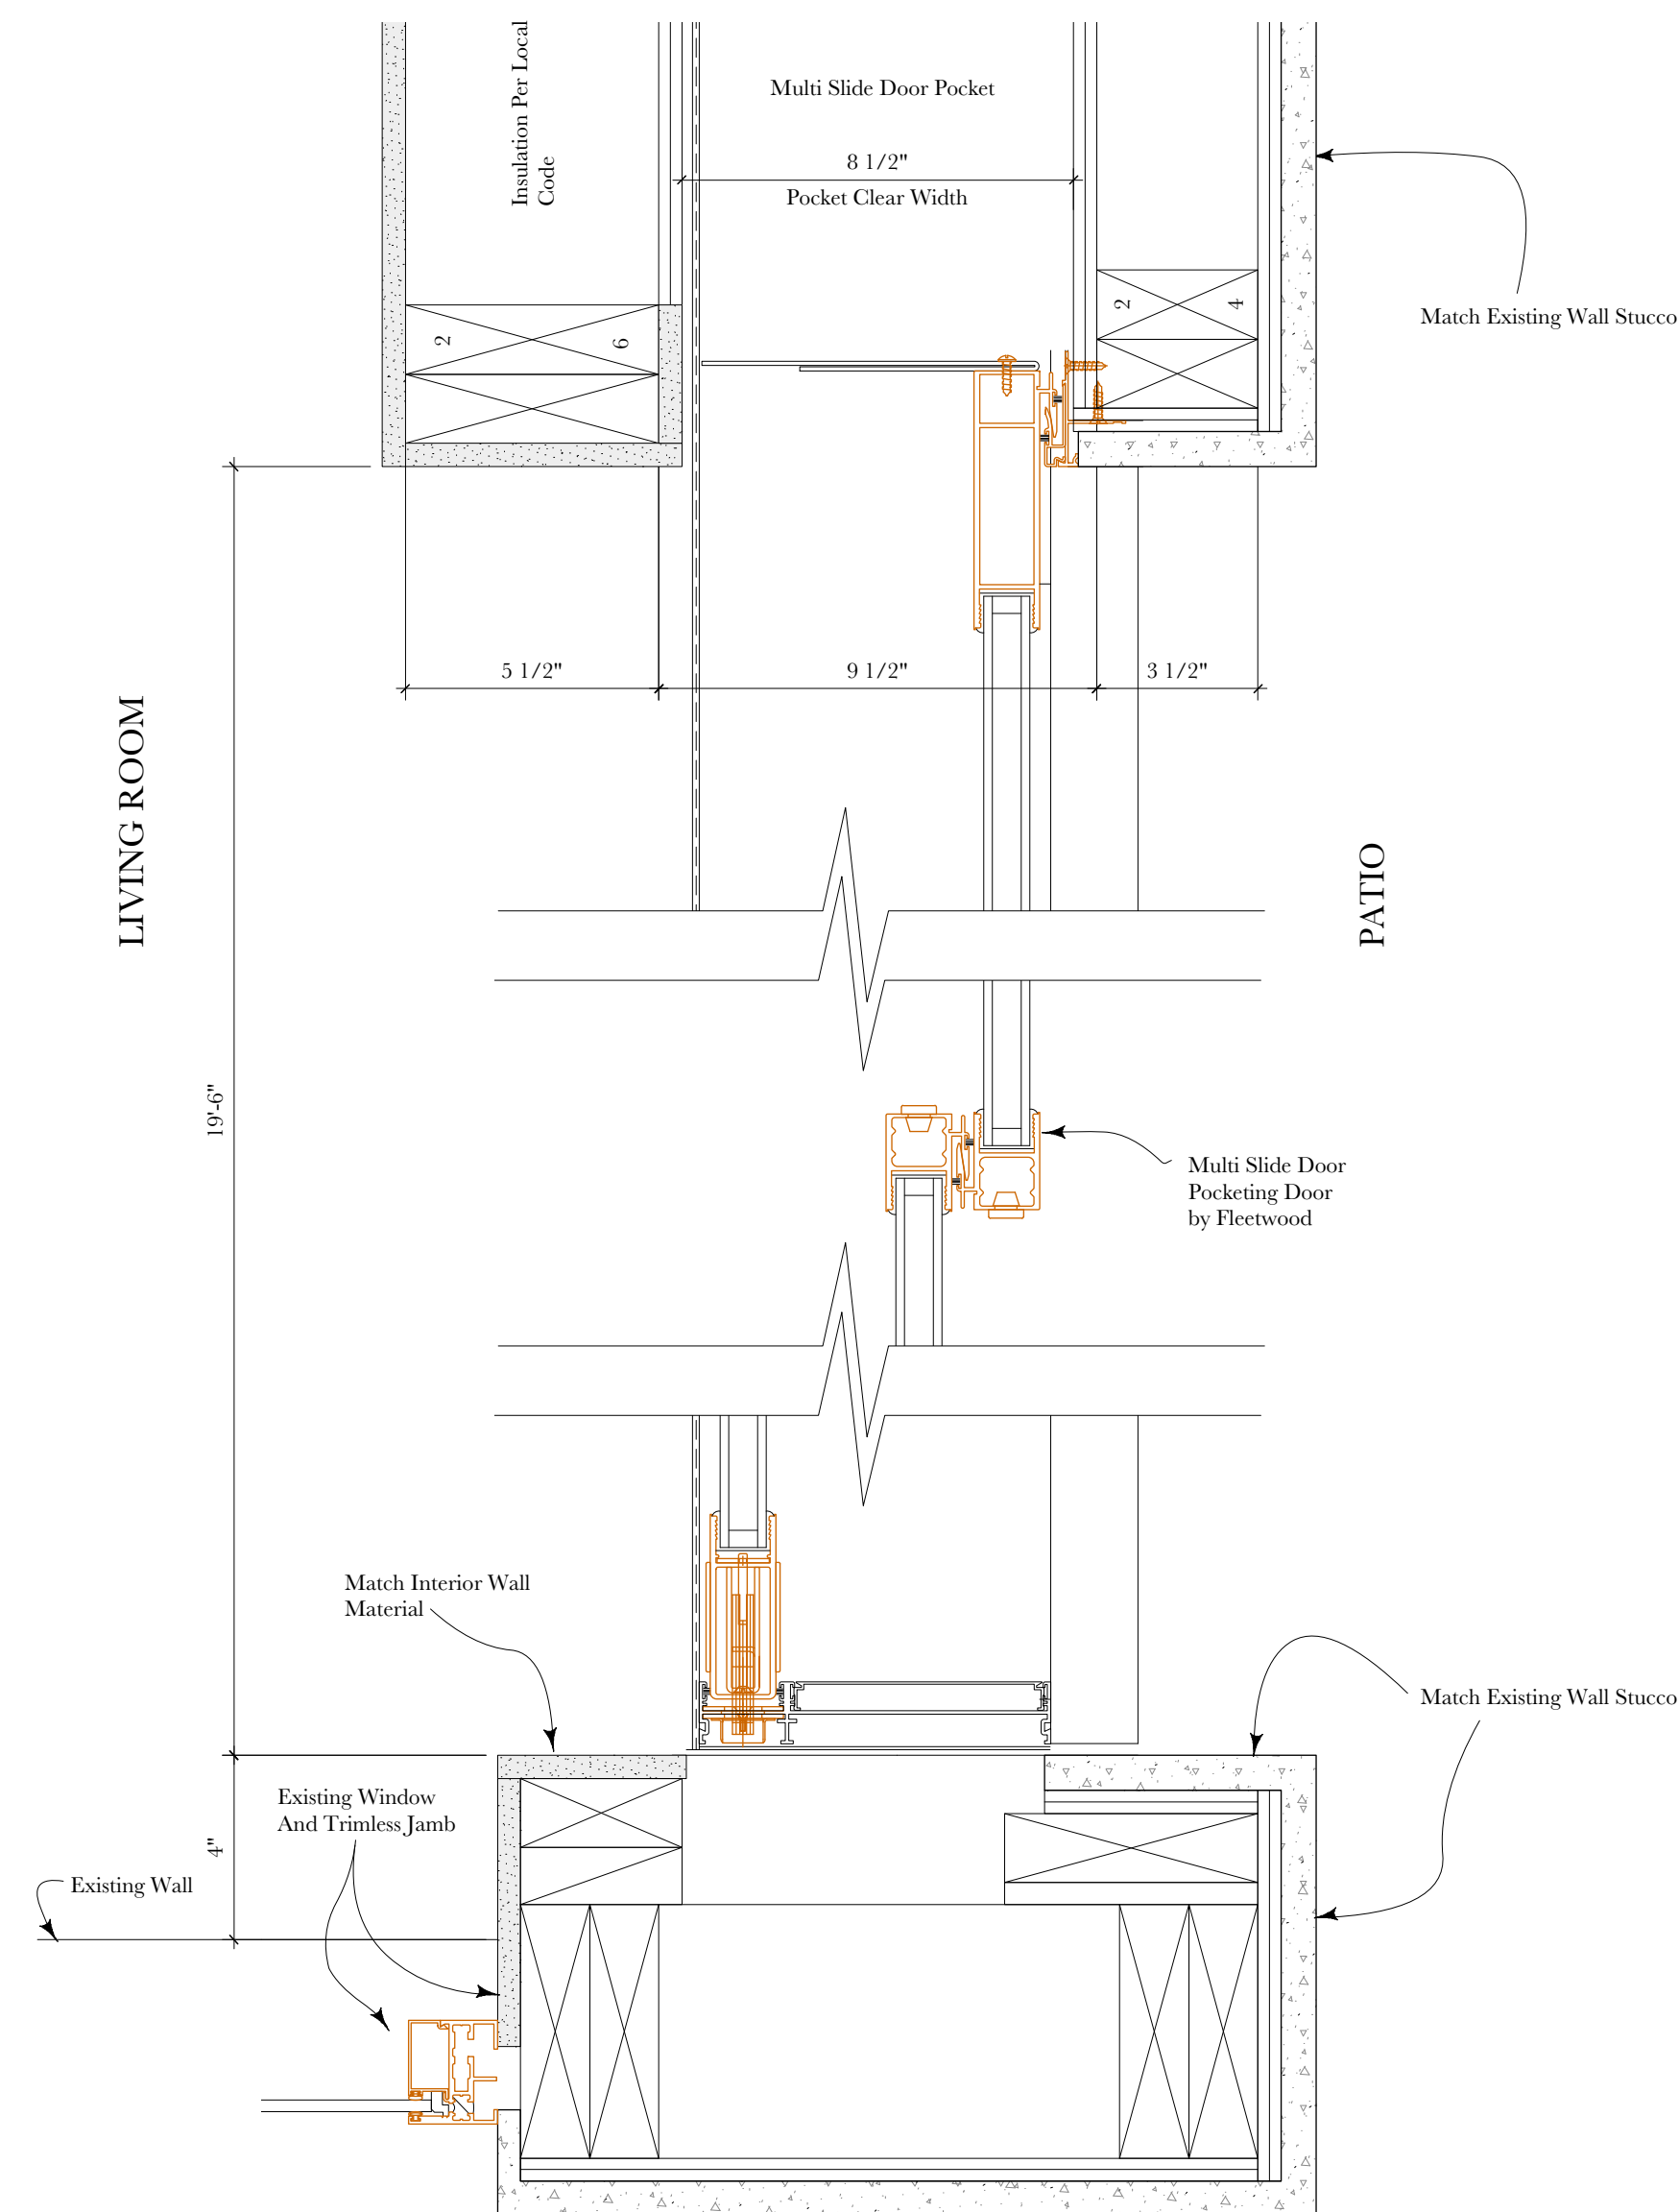 Insulation Per Local
Code
Multi Slide Door Pocket
8 1/2"
Pocket Clear Width
Match Existing Wall Stucco
2
6
2
4
5 1/2"
9 1/2"
3 1/2"
LIVING ROOM
PATIO
19'-6"
Multi Slide Door
Pocketing Door
by Fleetwood
Match Interior Wall
Material
Match Existing Wall Stucco
Existing Window
And Trimless Jamb
4"
Existing Wall